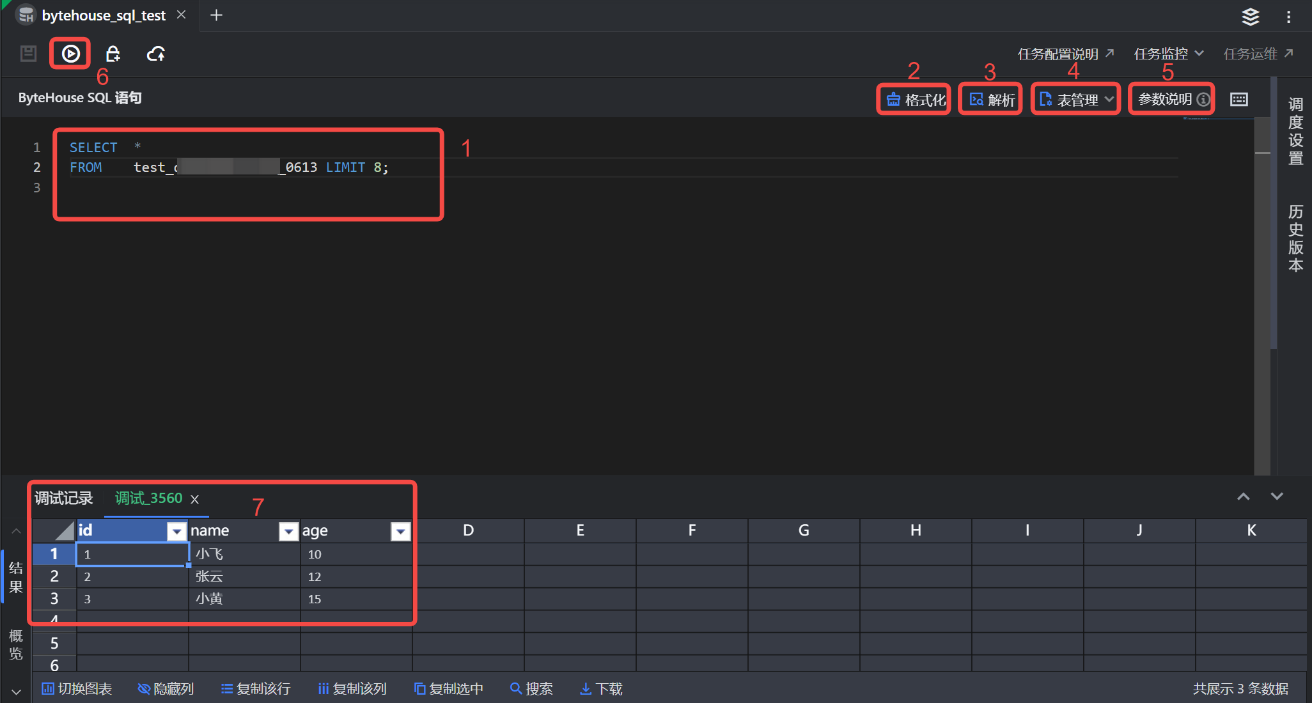 bytehouse_sql_test
6
任务配置说明
任务监控
任务运维
ByteHouse SQL 语句
2
3
4
5
格式化
解析
表管理
参数说明
调度设置
历史版本
1 SELECT *
2 FROM test_ _0613 LIMIT 8;
3
1
调试记录 调试_3560 x
7
结果
概览
id name age D E F G H I J K
1 1 小飞 10
2 2 张云 12
3 3 小黄 15
4
5
6
切换图表 隐藏列 复制该行 复制该列 复制选中 搜索 下载 共展示 3 条数据